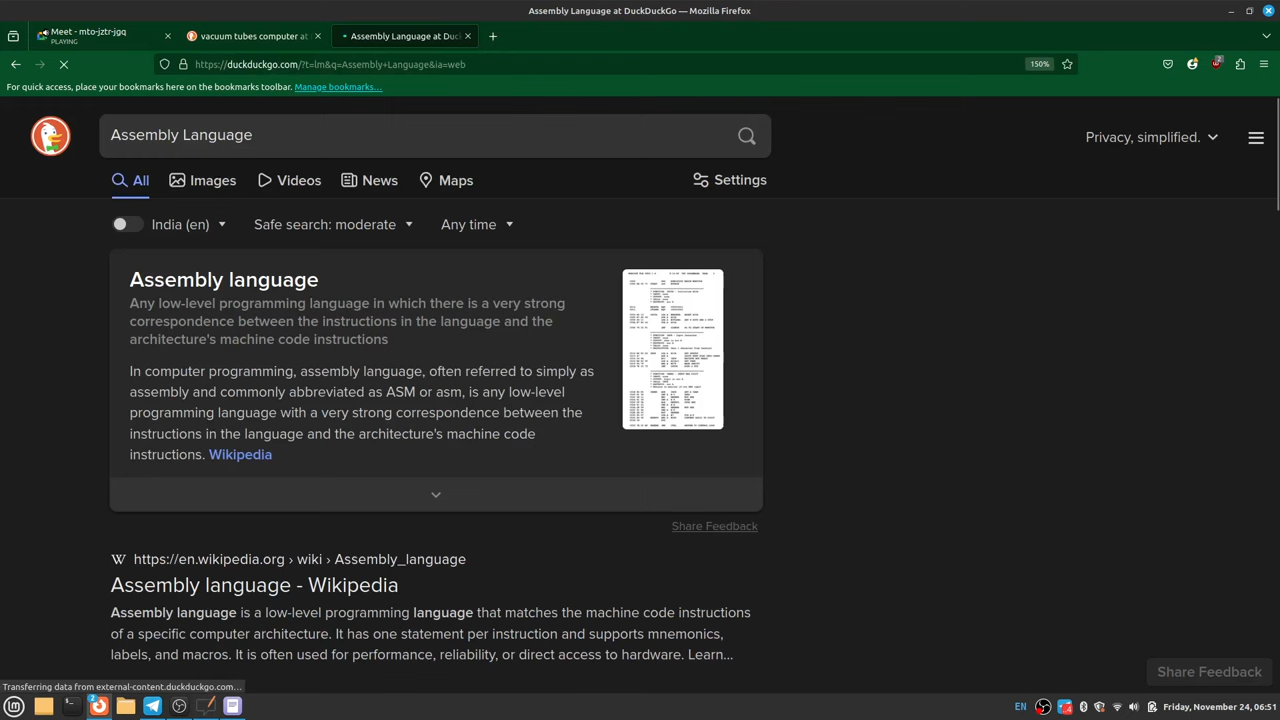 Assembly Language at DuckDuckGo — Mozilla Firefox
Meet - mto-jztr-jgq
PLAYING
vacuum tubes computer at
Assembly Language at Duc
https://duckduckgo.com/?t=lm&q=Assembly+Language&ia=web
150%
2
For quick access, place your bookmarks here on the bookmarks toolbar. Manage bookmarks…
Assembly Language
Privacy, simplified.
All
Images
Videos
News
Maps
Settings
India (en)
Safe search: moderate
Any time
Assembly language
low-level programming language in which there is a very strong
between the instructions in the language and the
architecture's machine code instructions
In computer programming, assembly language, often referred to simply as
assembly and commonly abbreviated as ASM or asm, is any low-level
programming language with a very strong correspondence between the
instructions in the language and the architecture's machine code
instructions. Wikipedia
Share Feedback
W https://en.wikipedia.org › wiki › Assembly_language
Assembly language - Wikipedia
Assembly language is a low-level programming language that matches the machine code instructions
of a specific computer architecture. It has one statement per instruction and supports mnemonics,
labels, and macros. It is often used for performance, reliability, or direct access to hardware. Learn...
Share Feedback
Transferring data from external-content.duckduckgo.com…
2
EN
4
Friday, November 24, 06:51